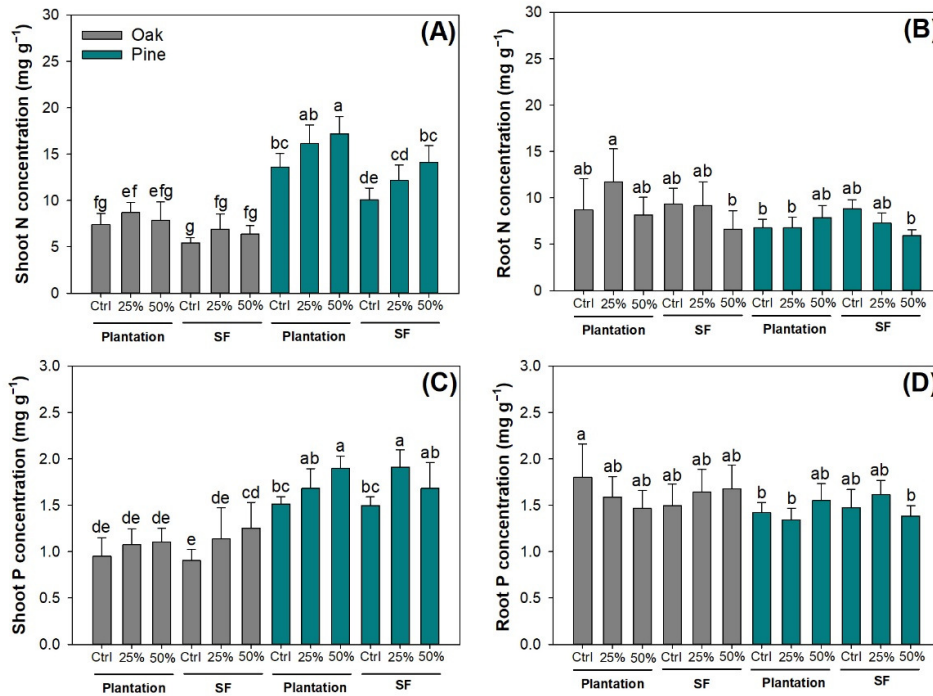 (A)
Oak
Pine
Shoot N concentration (mg g⁻¹)
30
25
20
15
10
5
0
fg ef efg g fg fg bc ab a de cd bc
Ctrl 25% 50% Ctrl 25% 50% Ctrl 25% 50% Ctrl 25% 50%
Plantation SF Plantation SF
(B)
Root N concentration (mg g⁻¹)
30
25
20
15
10
5
0
ab a ab ab ab b b b ab ab b b
Ctrl 25% 50% Ctrl 25% 50% Ctrl 25% 50% Ctrl 25% 50%
Plantation SF Plantation SF
(C)
Shoot P concentration (mg g⁻¹)
3.0
2.5
2.0
1.5
1.0
0.5
0.0
de de de e de cd bc ab a bc a ab
Ctrl 25% 50% Ctrl 25% 50% Ctrl 25% 50% Ctrl 25% 50%
Plantation SF Plantation SF
(D)
Root P concentration (mg g⁻¹)
3.0
2.5
2.0
1.5
1.0
0.5
0.0
a ab ab ab ab ab b b ab ab ab b
Ctrl 25% 50% Ctrl 25% 50% Ctrl 25% 50% Ctrl 25% 50%
Plantation SF Plantation SF